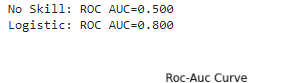 No Skill: ROC AUC=0.500
Logistic: ROC AUC=0.800
Roc-Auc Curve